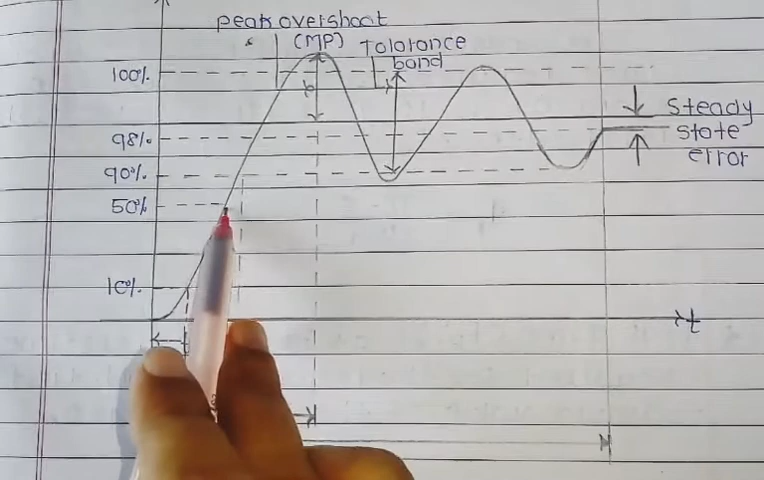 peak overshoot
(MP)
Tolorance
band
100%
98%
90%
50%
10%
Steady
state
error
t